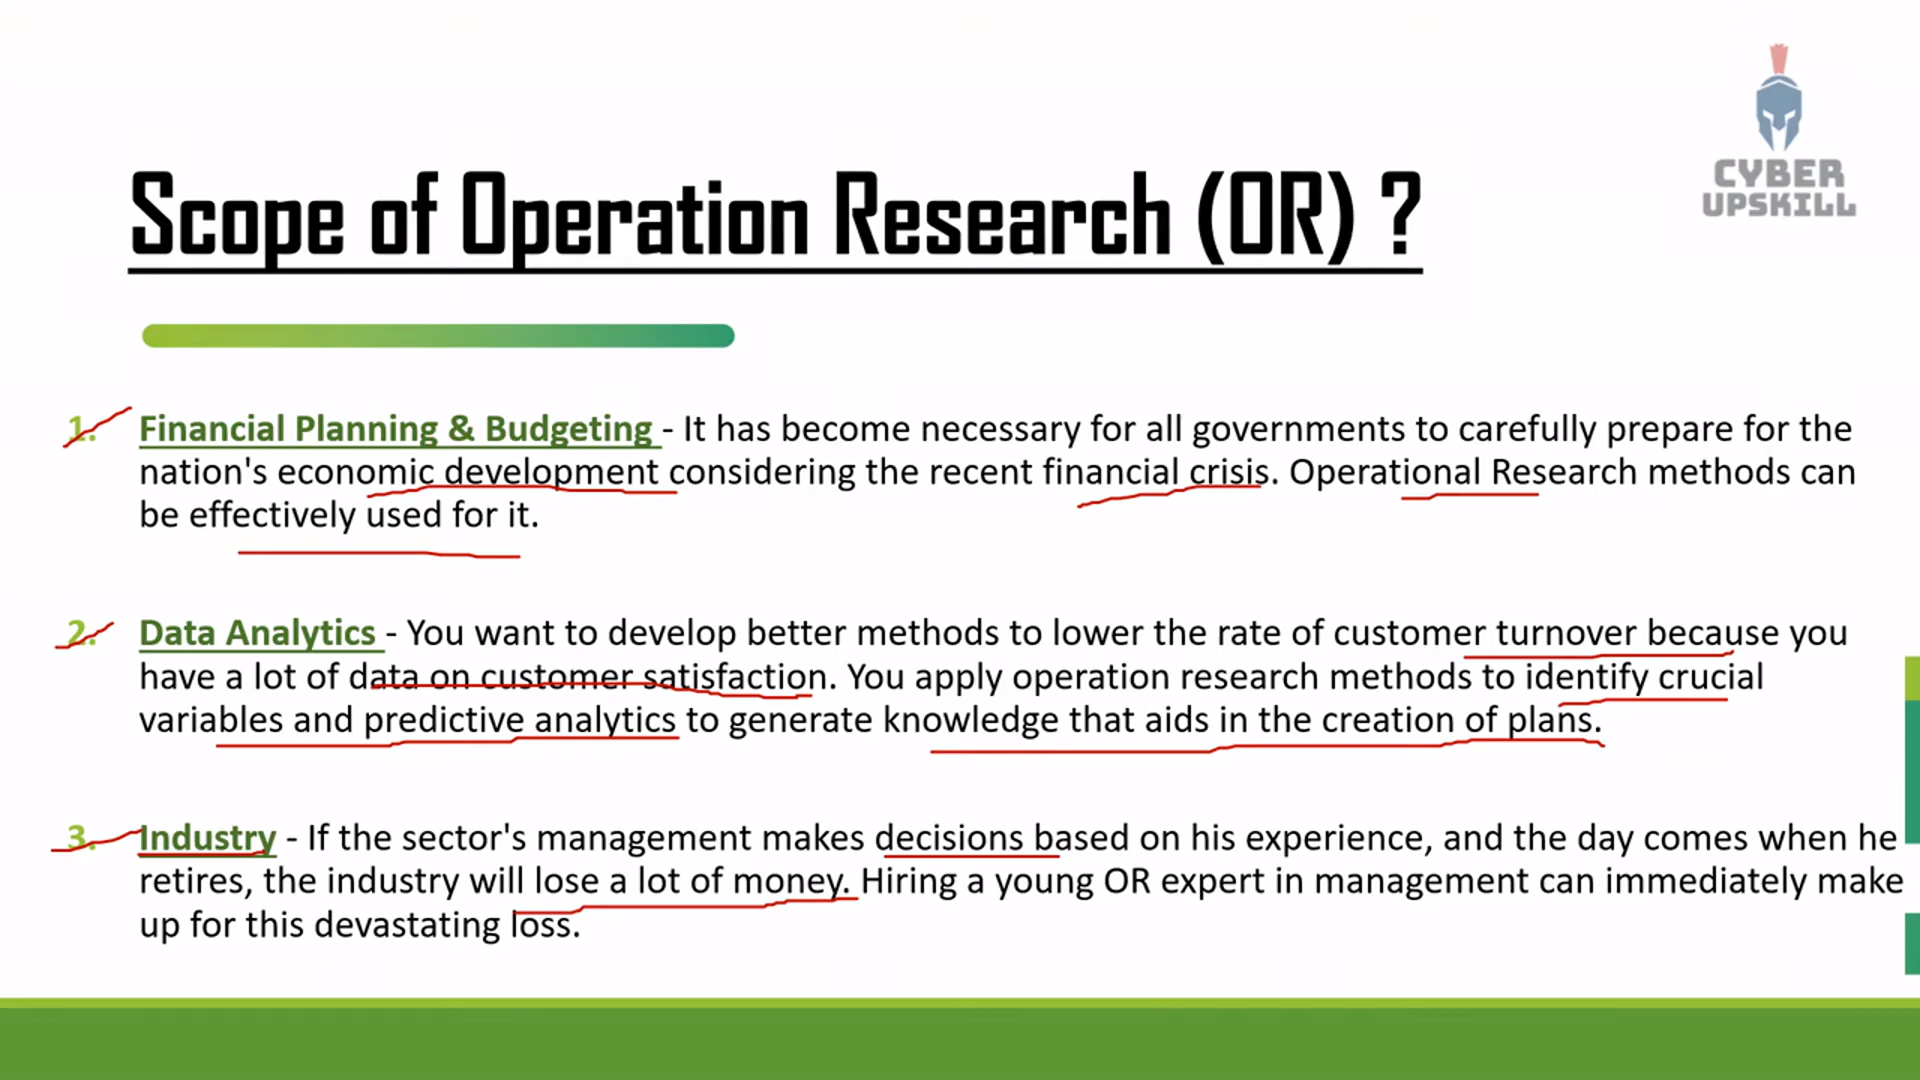 CYBER
UPSKILL
Scope of Operation Research (OR) ?
1. Financial Planning & Budgeting - It has become necessary for all governments to carefully prepare for the
nation's economic development considering the recent financial crisis. Operational Research methods can
be effectively used for it.
2. Data Analytics - You want to develop better methods to lower the rate of customer turnover because you
have a lot of data on customer satisfaction. You apply operation research methods to identify crucial
variables and predictive analytics to generate knowledge that aids in the creation of plans.
3. Industry - If the sector's management makes decisions based on his experience, and the day comes when he
retires, the industry will lose a lot of money. Hiring a young OR expert in management can immediately make
up for this devastating loss.